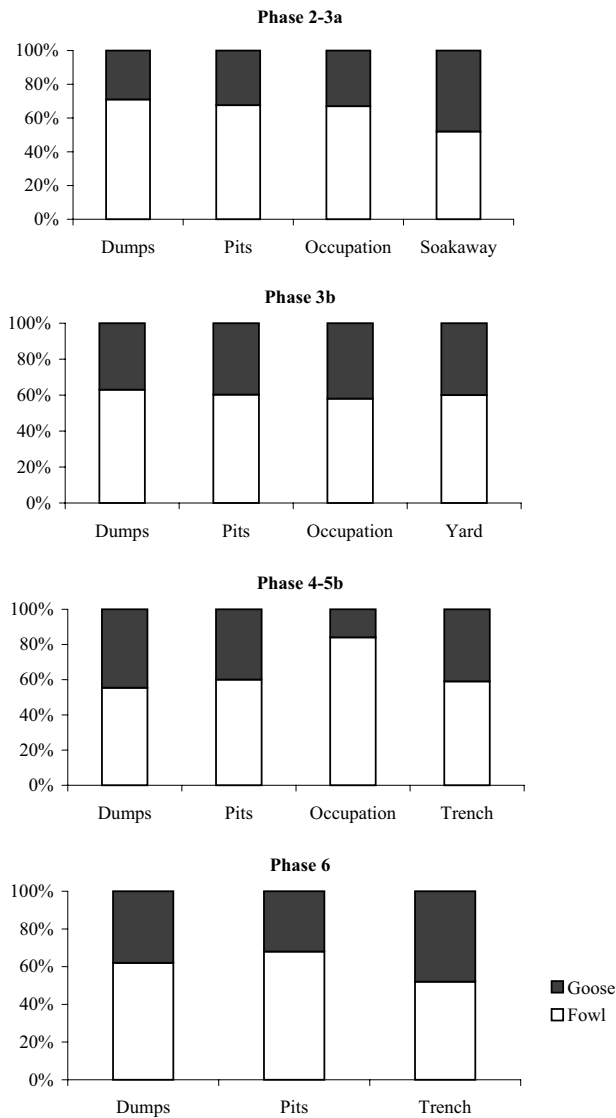 Phase 2-3a
100%
80%
60%
40%
20%
0%
Dumps Pits Occupation Soakaway
Phase 3b
100%
80%
60%
40%
20%
0%
Dumps Pits Occupation Yard
Phase 4-5b
100%
80%
60%
40%
20%
0%
Dumps Pits Occupation Trench
Phase 6
100%
80%
60%
40%
20%
0%
Dumps Pits Trench
Goose
Fowl